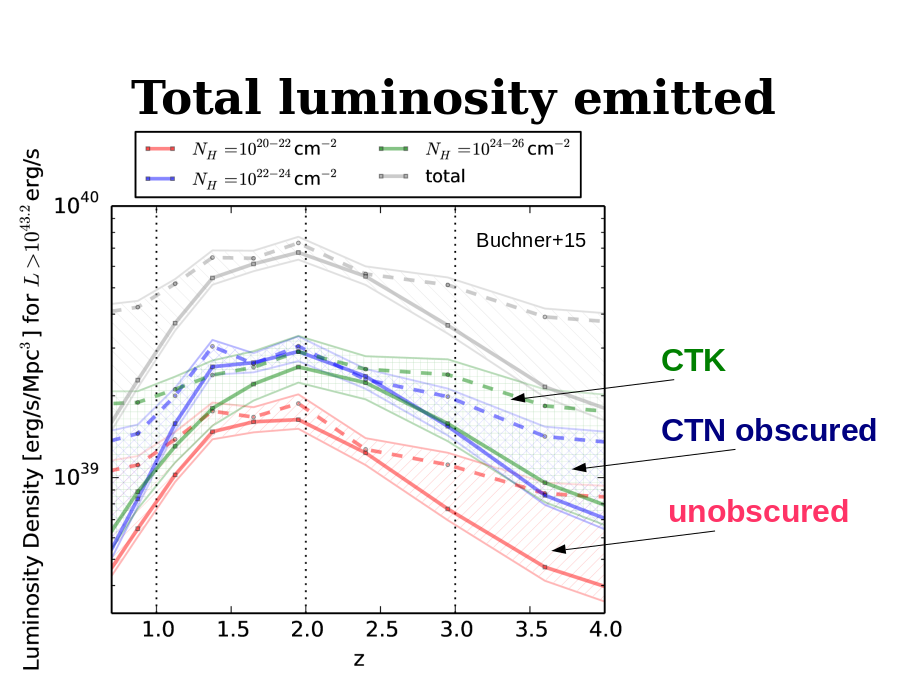 Total luminosity emitted
N_H =10^{20−22} cm^{−2}
N_H =10^{22−24} cm^{−2}
N_H =10^{24−26} cm^{−2}
total
Luminosity Density [erg/s/Mpc^3] for L >10^{43.2} erg/s
10^{40}
10^{39}
Buchner+15
CTK
CTN obscured
unobscured
1.0 1.5 2.0 2.5 3.0 3.5 4.0
z